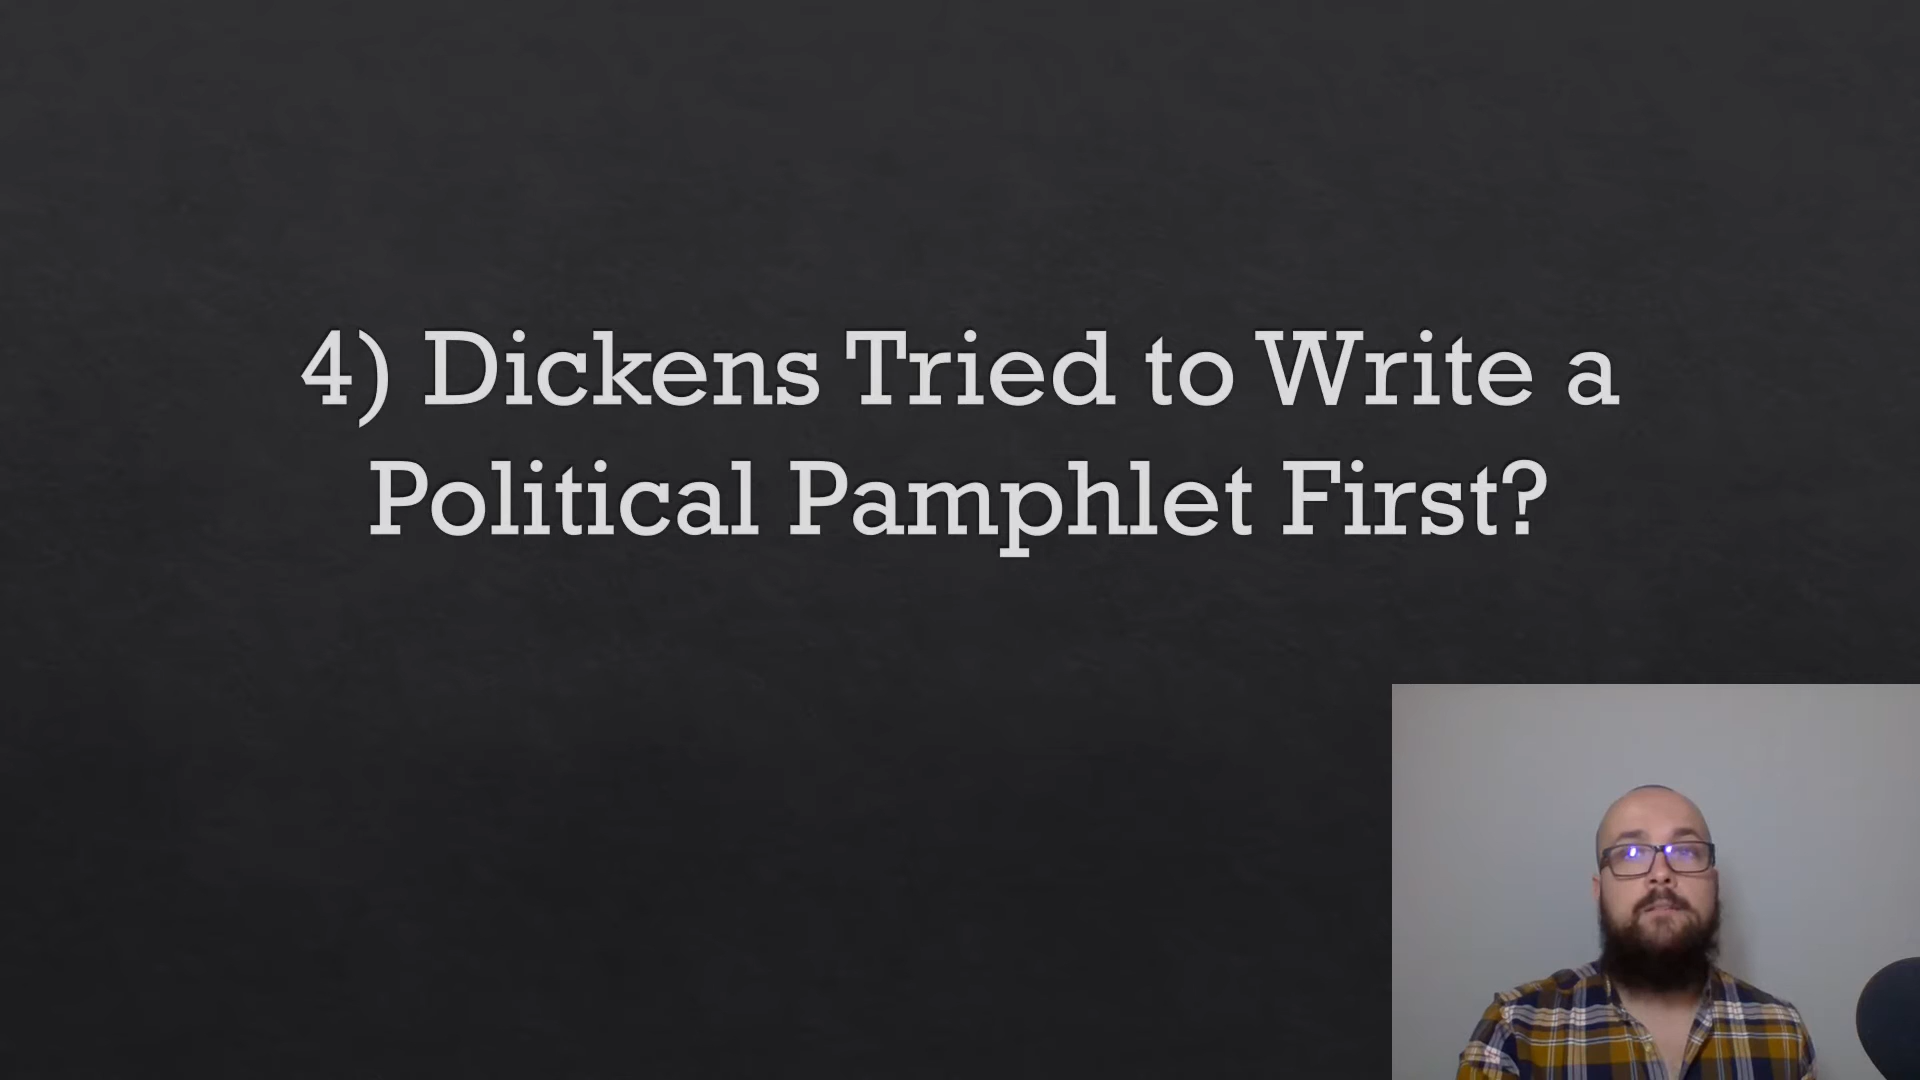 4) Dickens Tried to Write a
Political Pamphlet First?